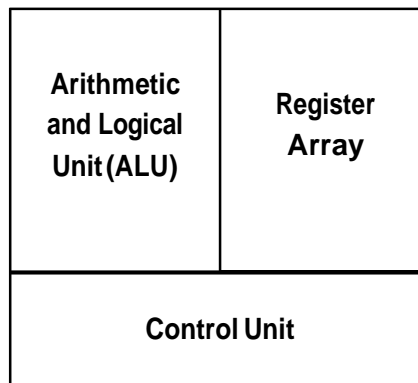 Arithmetic
and Logical
Unit (ALU)
Register
Array
Control Unit